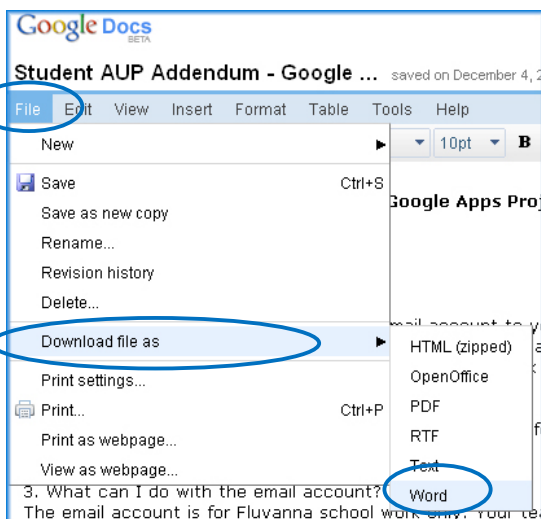 Google Docs
BETA
Student AUP Addendum - Google ... saved on December 4, 2
File Edit View Insert Format Table Tools Help
New 10pt B
Save Ctrl+S
Google Apps Proj
Save as new copy
Rename...
Revision history
Delete...
mail account to y
Download file as
HTML (zipped)
Print settings...
OpenOffice
Print... Ctrl+P
PDF
Print as webpage...
RTF
View as webpage...
Text
3. What can I do with the email account?
Word
The email account is for Fluvanna school work only. Your tea